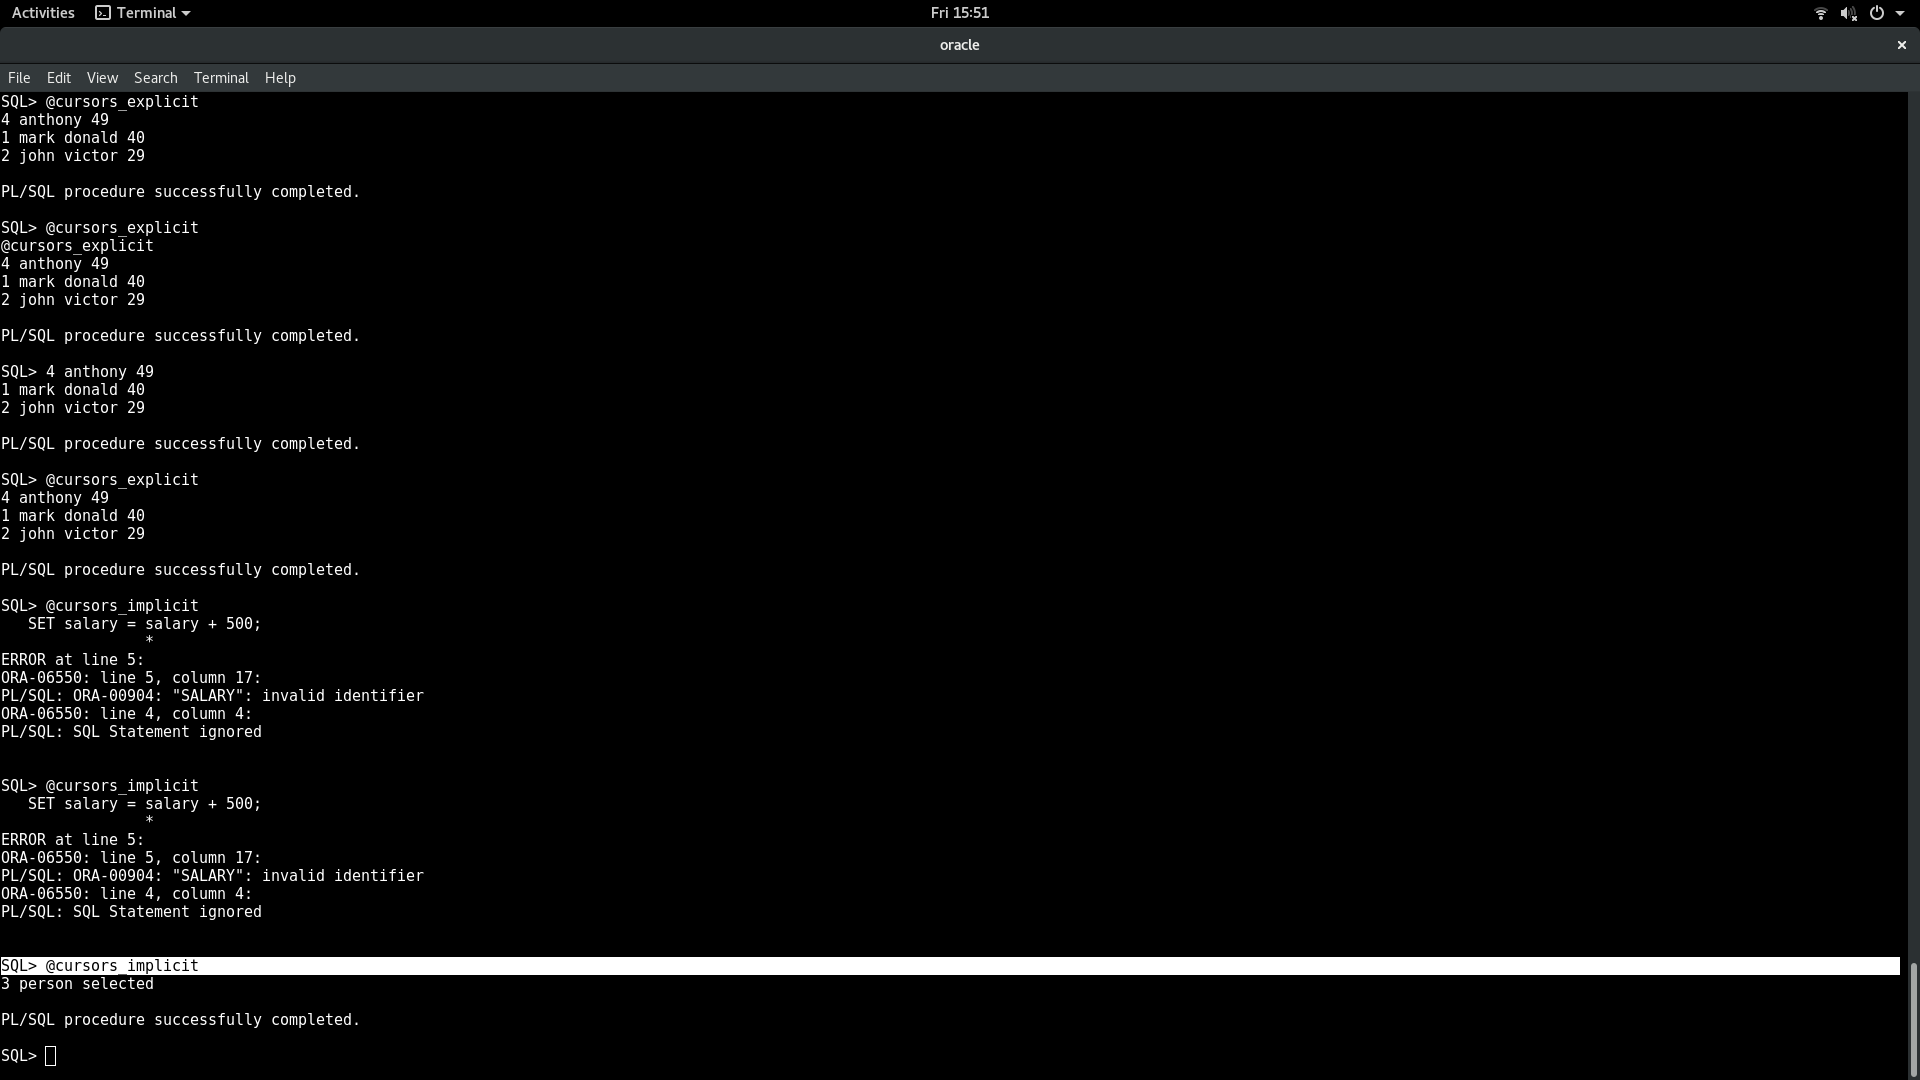 Activities Terminal Fri 15:51
oracle
File Edit View Search Terminal Help
SQL> @cursors_explicit
4 anthony 49
1 mark donald 40
2 john victor 29
PL/SQL procedure successfully completed.
SQL> @cursors_explicit
@cursors_explicit
4 anthony 49
1 mark donald 40
2 john victor 29
PL/SQL procedure successfully completed.
SQL> 4 anthony 49
1 mark donald 40
2 john victor 29
PL/SQL procedure successfully completed.
SQL> @cursors_explicit
4 anthony 49
1 mark donald 40
2 john victor 29
PL/SQL procedure successfully completed.
SQL> @cursors_implicit
   SET salary = salary + 500;
                *
ERROR at line 5:
ORA-06550: line 5, column 17:
PL/SQL: ORA-00904: "SALARY": invalid identifier
ORA-06550: line 4, column 4:
PL/SQL: SQL Statement ignored
SQL> @cursors_implicit
   SET salary = salary + 500;
                *
ERROR at line 5:
ORA-06550: line 5, column 17:
PL/SQL: ORA-00904: "SALARY": invalid identifier
ORA-06550: line 4, column 4:
PL/SQL: SQL Statement ignored
SQL> @cursors_implicit
3 person selected
PL/SQL procedure successfully completed.
SQL>